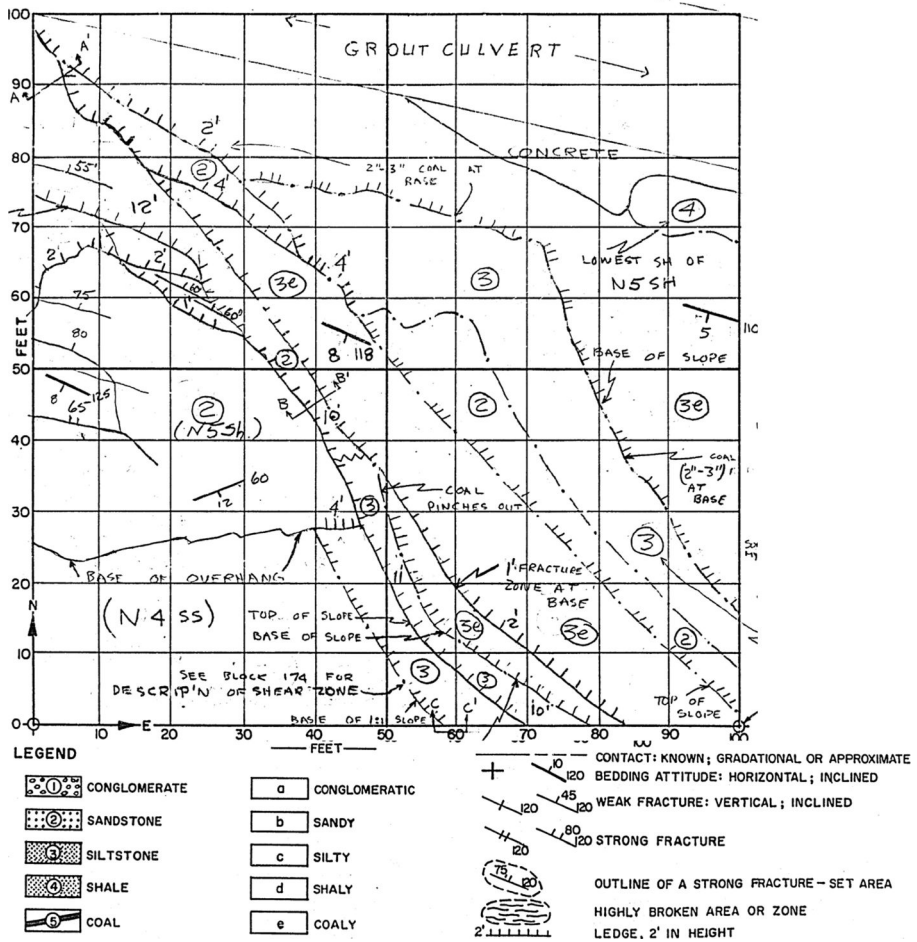 100
A'
A
GROUT CULVERT
90
2'
CONCRETE
80
2
55'
4'
2"-3" COAL AT
BASE
12'
4
70
2'
2'
3e
4'
3
LOWEST SH OF
N5SH
60
75
60°
FEET
80
8
118
5
BASE OF SLOPE
50
2
B'
8
65
125
2
(N5Sh.)
B
10'
2
3e
40
60
12
COAL
PINCHES OUT
COAL
(2"-3")
AT
BASE
30
4'
3
3
BASE OF OVERHANG
11
1' FRACTURE
ZONE AT
BASE
20
N
(N4SS)
TOP OF SLOPE
BASE OF SLOPE
12'
3e
3e
2
10
SEE BLOCK 174 FOR
DESCRIP'N OF SHEAR ZONE
3
3
10'
TOP OF
SLOPE
BASE OF 1:1 SLOPE
C
C'
0
E
0 10 20 30 40 50 60 70 80 90 100
FEET
LEGEND
1 CONGLOMERATE
2 SANDSTONE
3 SILTSTONE
4 SHALE
5 COAL
a CONGLOMERATIC
b SANDY
c SILTY
d SHALY
e COALY
CONTACT: KNOWN; GRADATIONAL OR APPROXIMATE
10 120 BEDDING ATTITUDE: HORIZONTAL; INCLINED
120 45 120 WEAK FRACTURE: VERTICAL; INCLINED
120 80 120 STRONG FRACTURE
75 120 OUTLINE OF A STRONG FRACTURE-SET AREA
HIGHLY BROKEN AREA OR ZONE
2' LEDGE, 2' IN HEIGHT